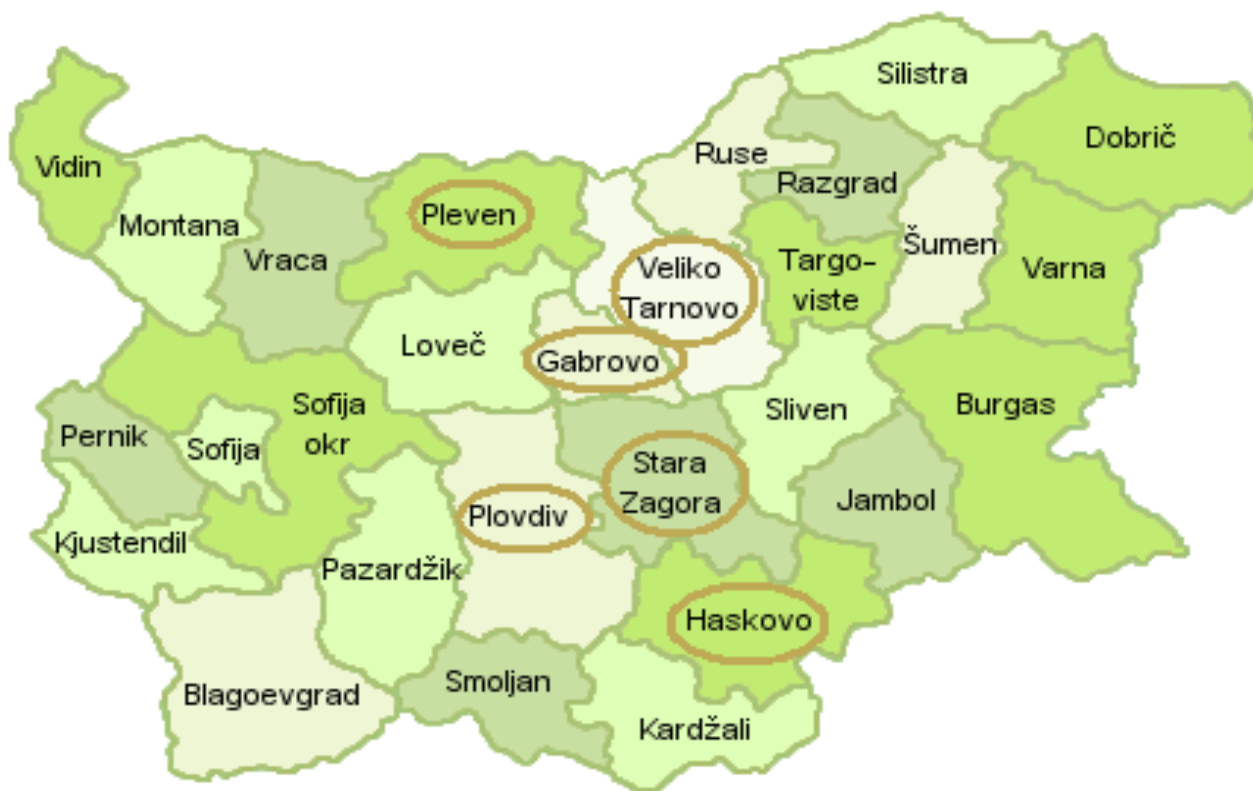 Silistra
Dobrič
Vidin
Ruse
Razgrad
Montana
Pleven
Vraca
Šumen
Varna
Veliko
Tarnovo
Targo-
viste
Loveč
Gabrovo
Sofija
okr
Sliven
Burgas
Pernik
Sofija
Stara
Zagora
Jambol
Plovdiv
Kjustendil
Pazardžik
Haskovo
Blagoevgrad
Smoljan
Kardžali